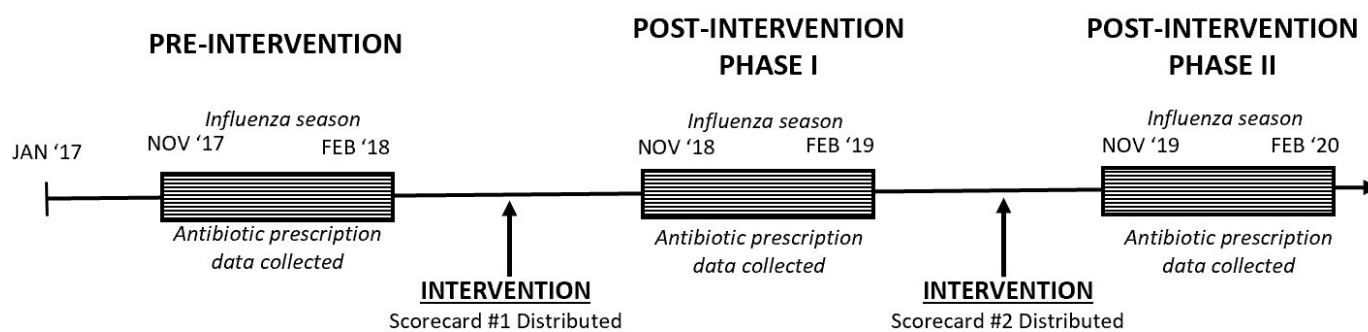 PRE-INTERVENTION
POST-INTERVENTION
PHASE I
POST-INTERVENTION
PHASE II
JAN ‘17
Influenza season
NOV ‘17
FEB ‘18
Influenza season
NOV ‘18
FEB ‘19
Influenza season
NOV ‘19
FEB ‘20
Antibiotic prescription
data collected
Antibiotic prescription
data collected
Antibiotic prescription
data collected
INTERVENTION
Scorecard #1 Distributed
INTERVENTION
Scorecard #2 Distributed